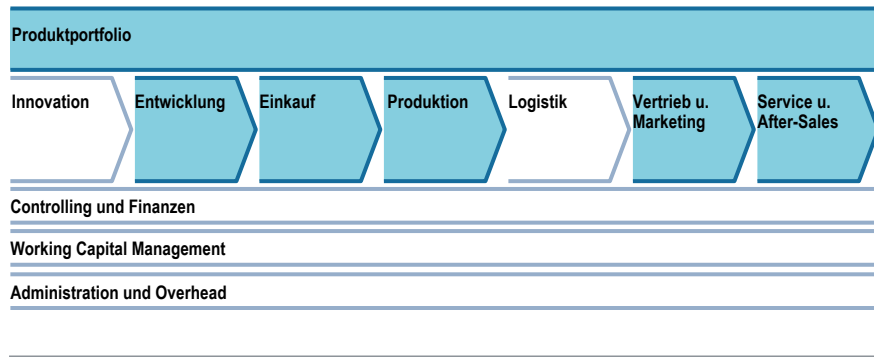 Produktportfolio
Innovation
Entwicklung
Einkauf
Produktion
Logistik
Vertrieb u.
Marketing
Service u.
After-Sales
Controlling und Finanzen
Working Capital Management
Administration und Overhead